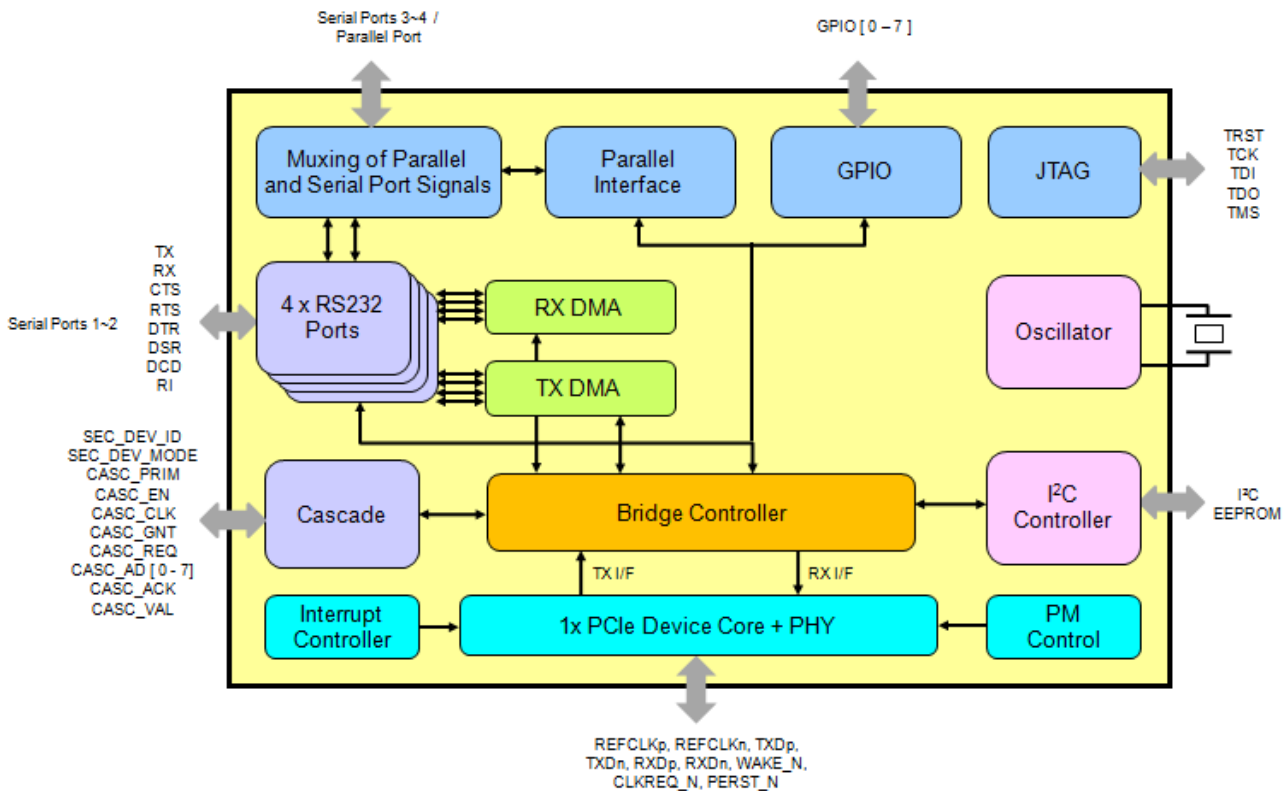 Serial Ports 3~4 /
Parallel Port
GPIO [ 0 – 7 ]
Muxing of Parallel
and Serial Port Signals
Parallel
Interface
GPIO
JTAG
TRST
TCK
TDI
TDO
TMS
Serial Ports 1~2
TX
RX
CTS
RTS
DTR
DSR
DCD
RI
4 x RS232
Ports
RX DMA
TX DMA
Oscillator
SEC_DEV_ID
SEC_DEV_MODE
CASC_PRIM
CASC_EN
CASC_CLK
CASC_GNT
CASC_REQ
CASC_AD [ 0 - 7 ]
CASC_ACK
CASC_VAL
Cascade
Bridge Controller
I²C
Controller
I²C
EEPROM
TX I/F
RX I/F
Interrupt
Controller
1x PCIe Device Core + PHY
PM
Control
REFCLKp, REFCLKn, TXDp,
TXDn, RXDp, RXDn, WAKE_N,
CLKREQ_N, PERST_N